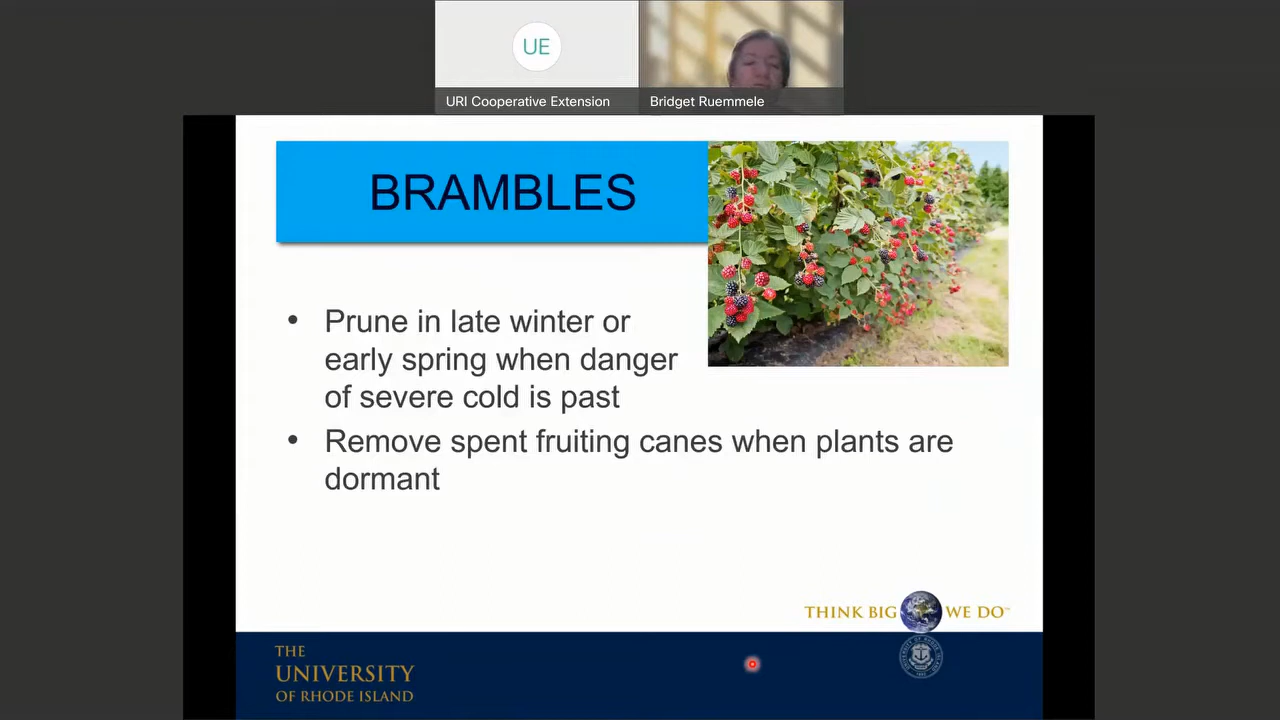 UE
URI Cooperative Extension
Bridget Ruemmele
BRAMBLES
• Prune in late winter or
early spring when danger
of severe cold is past
• Remove spent fruiting canes when plants are
dormant
THINK BIG WE DO™
THE
UNIVERSITY
OF RHODE ISLAND